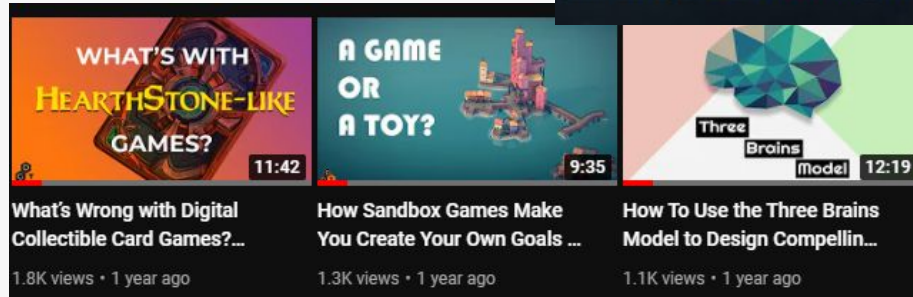 WHAT'S WITH
HEARTHSTONE-LIKE
GAMES?
11:42
What's Wrong with Digital
Collectible Card Games?...
1.8K views • 1 year ago
A GAME
OR
A TOY?
9:35
How Sandbox Games Make
You Create Your Own Goals ...
1.3K views • 1 year ago
Three
Brains
Model
12:19
How To Use the Three Brains
Model to Design Compellin...
1.1K views • 1 year ago